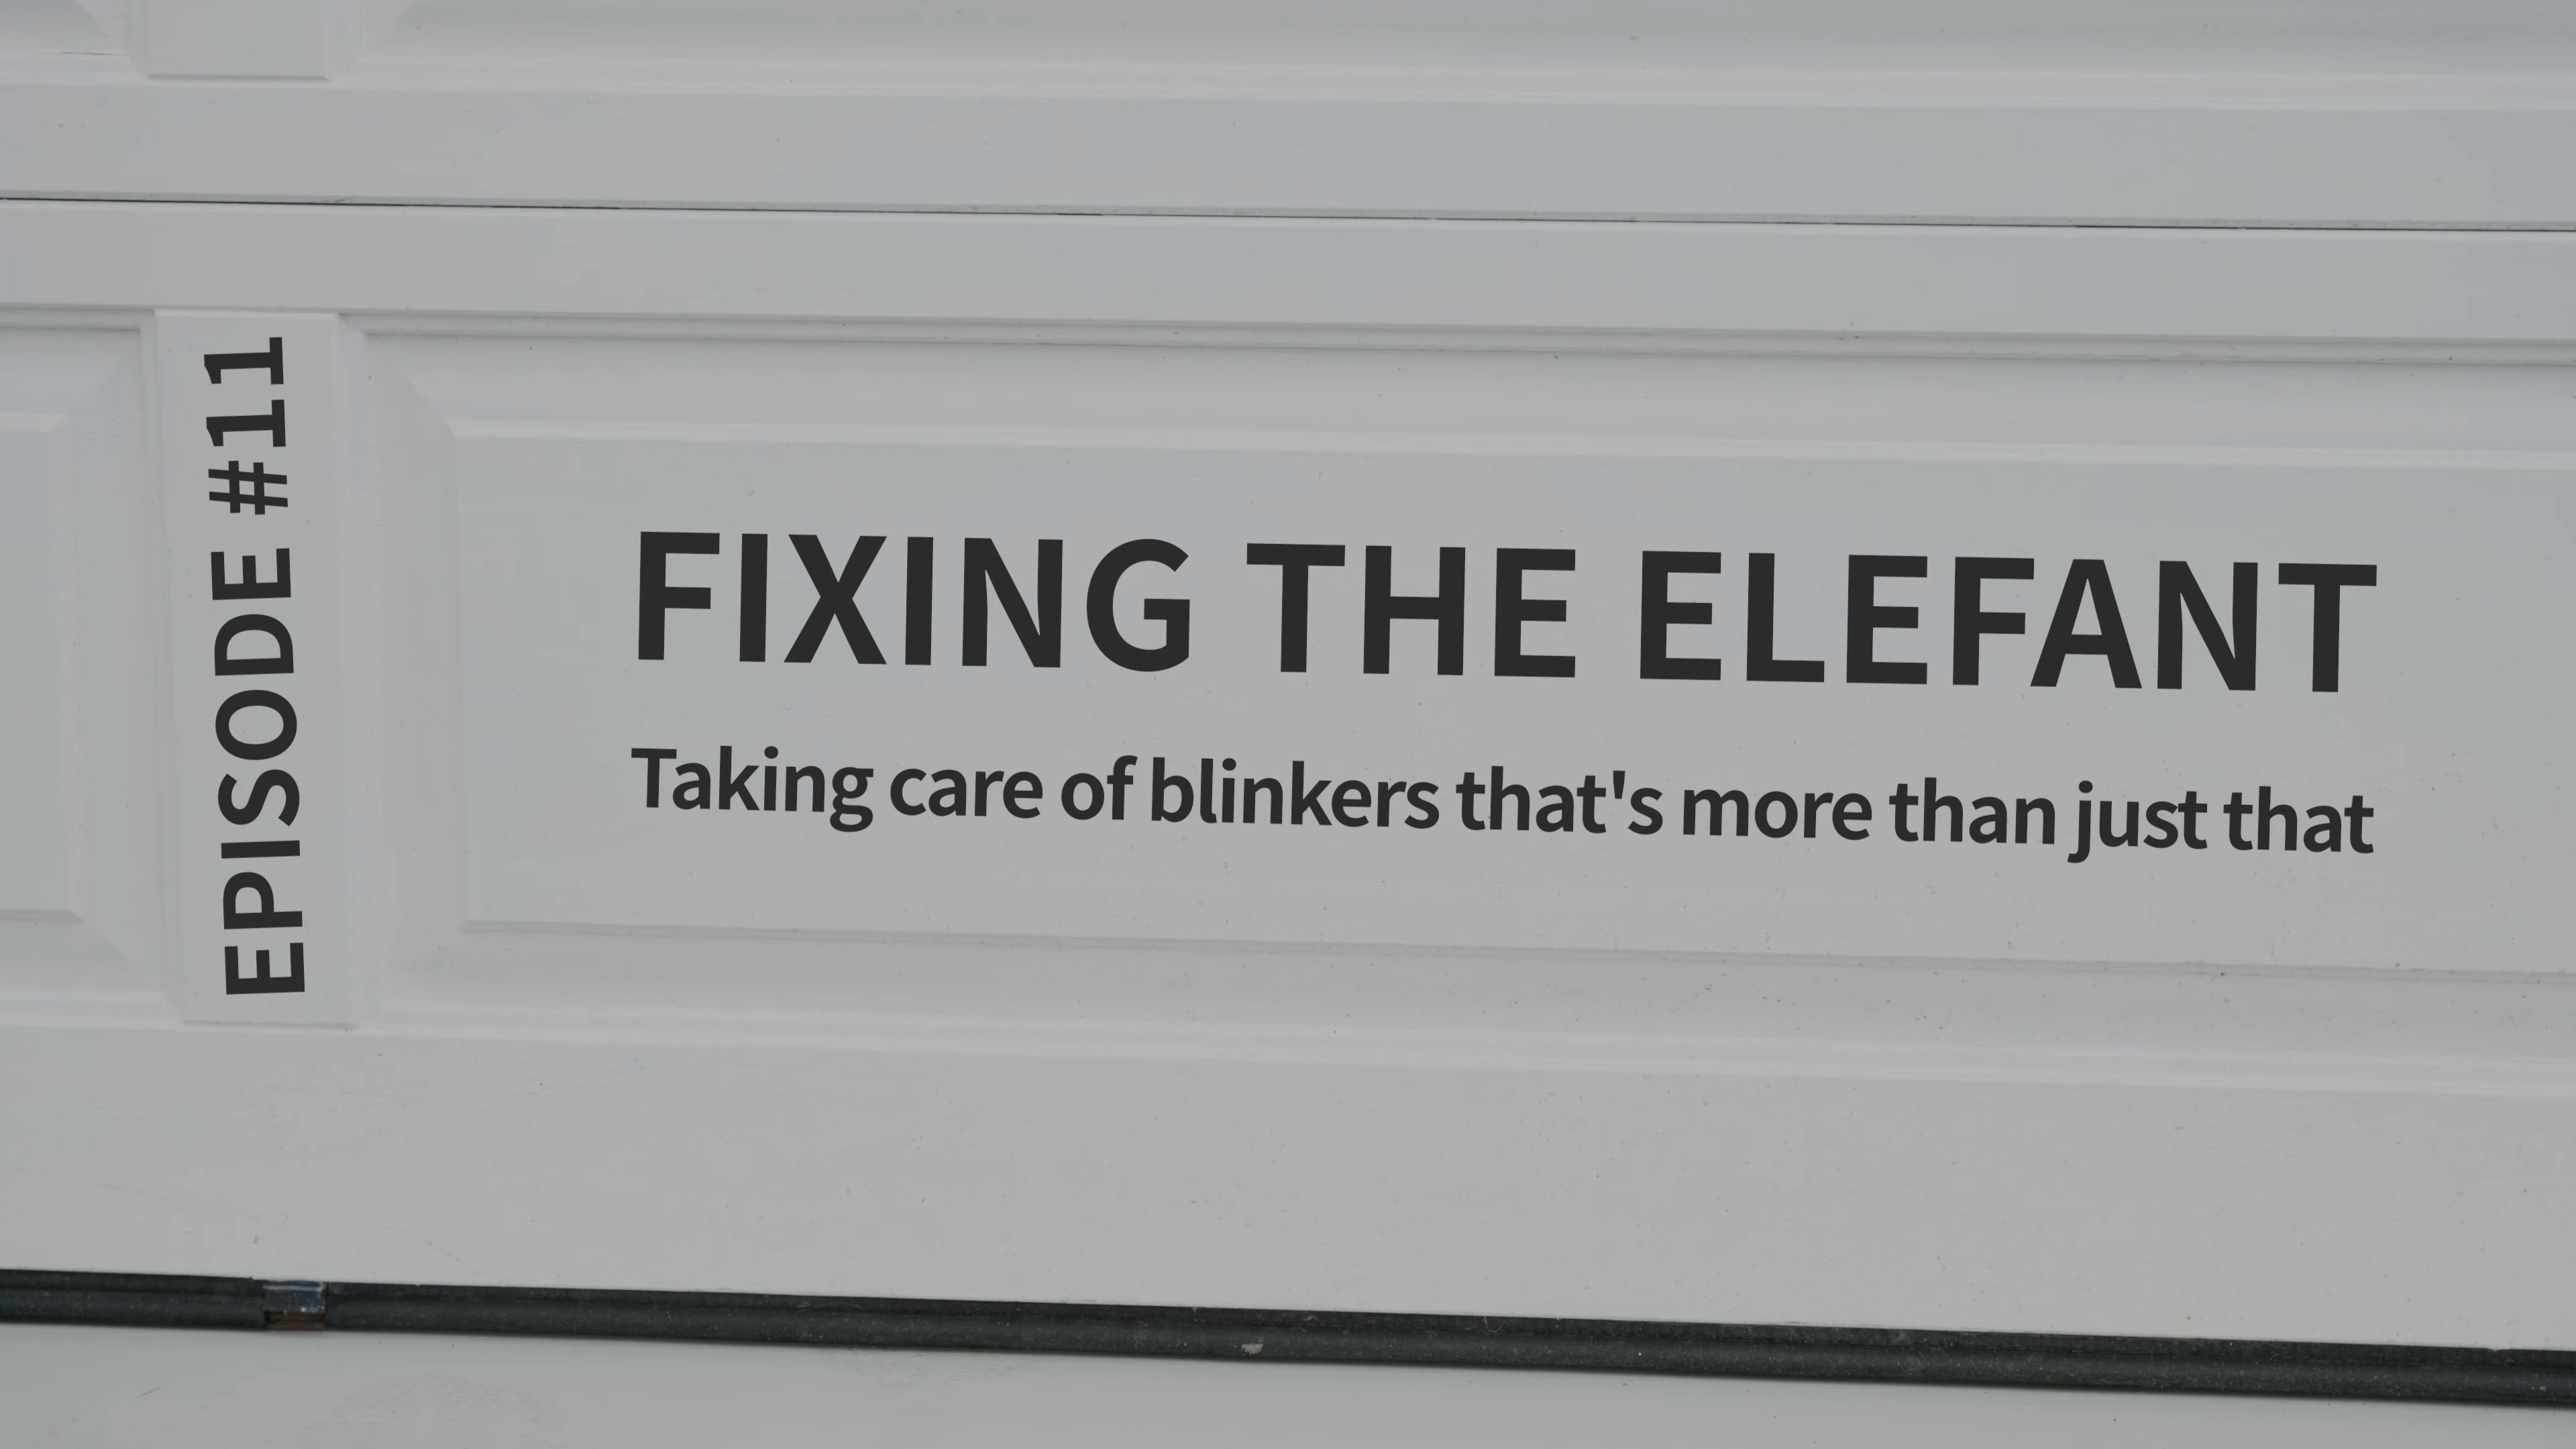 EPISODE #11
FIXING THE ELEFANT
Taking care of blinkers that's more than just that